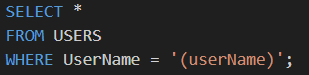 SELECT *
FROM USERS
WHERE UserName = '(userName)';